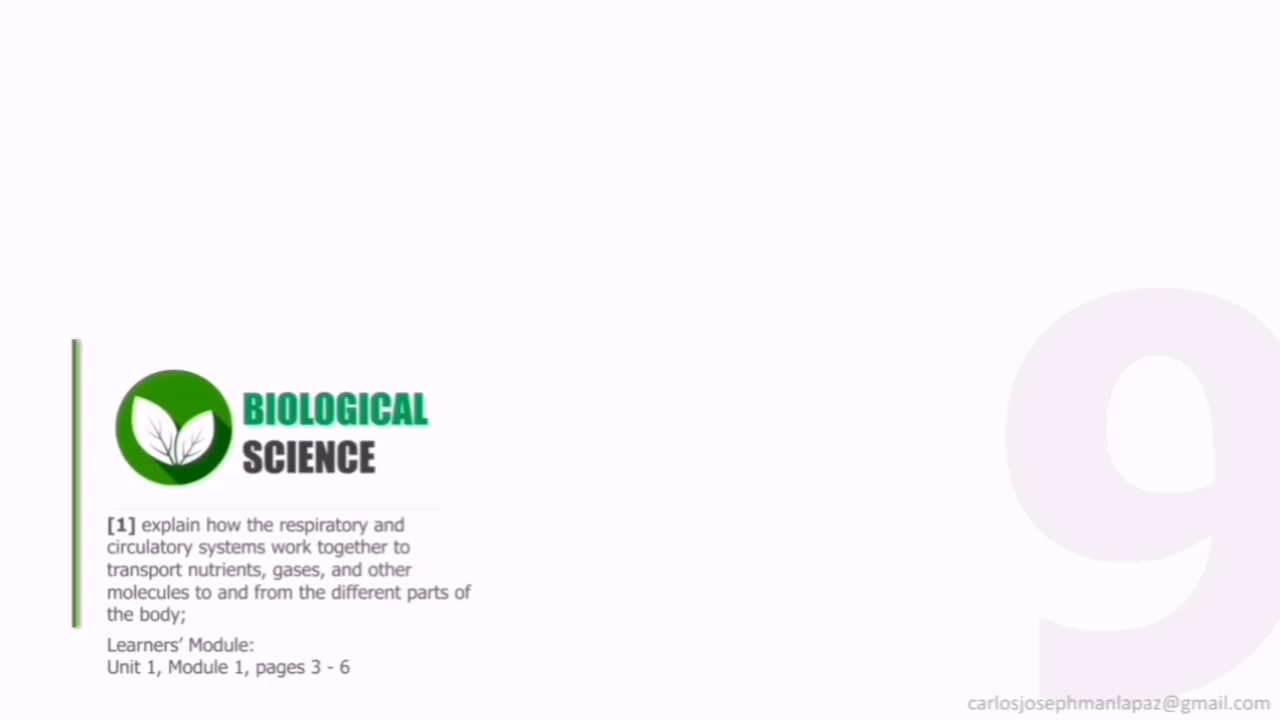 BIOLOGICAL
SCIENCE
[1] explain how the respiratory and
circulatory systems work together to
transport nutrients, gases, and other
molecules to and from the different parts of
the body;
Learners’ Module:
Unit 1, Module 1, pages 3 - 6
9
carlosjosephmanlapaz@gmail.com